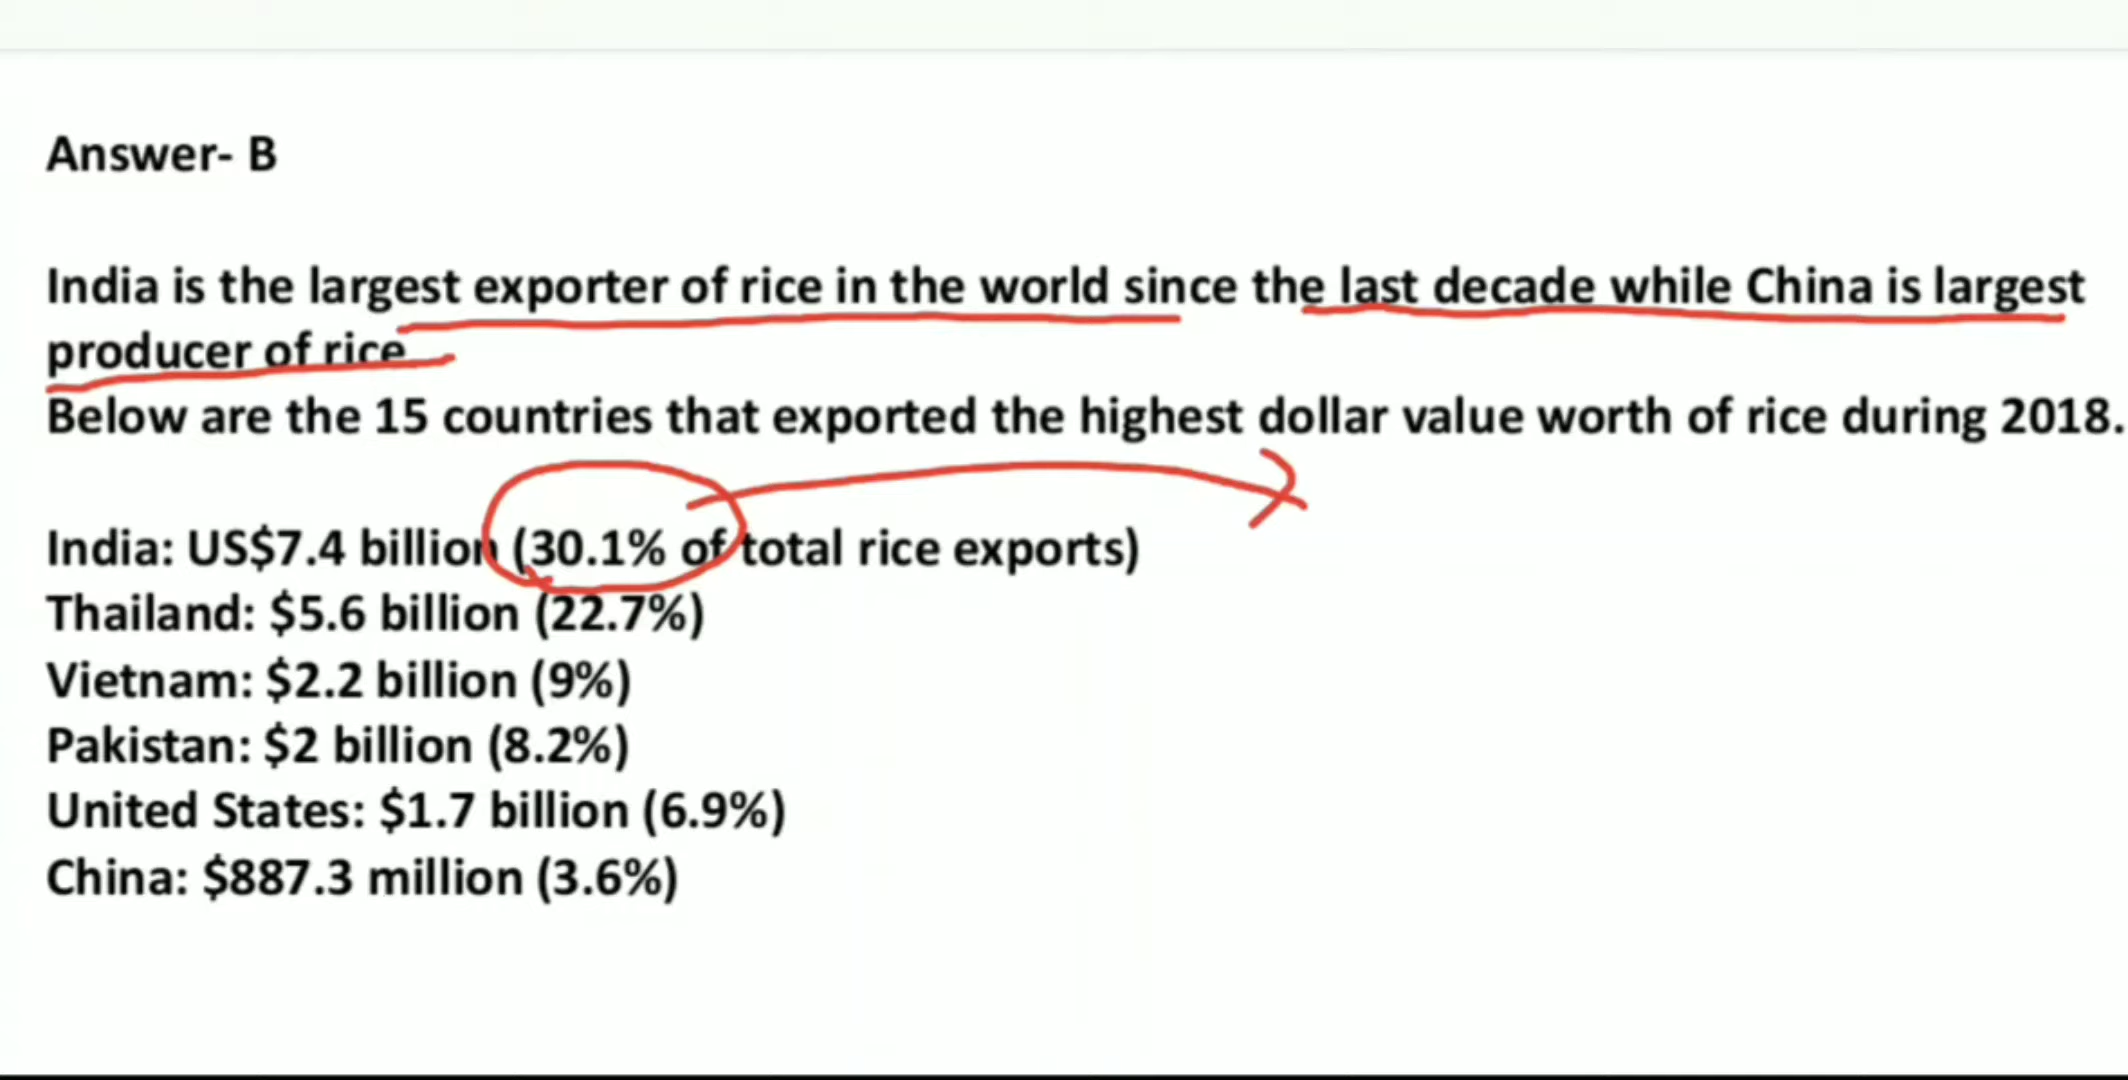 Answer- B
India is the largest exporter of rice in the world since the last decade while China is largest
producer of rice
Below are the 15 countries that exported the highest dollar value worth of rice during 2018.
India: US$7.4 billion (30.1% of total rice exports)
Thailand: $5.6 billion (22.7%)
Vietnam: $2.2 billion (9%)
Pakistan: $2 billion (8.2%)
United States: $1.7 billion (6.9%)
China: $887.3 million (3.6%)